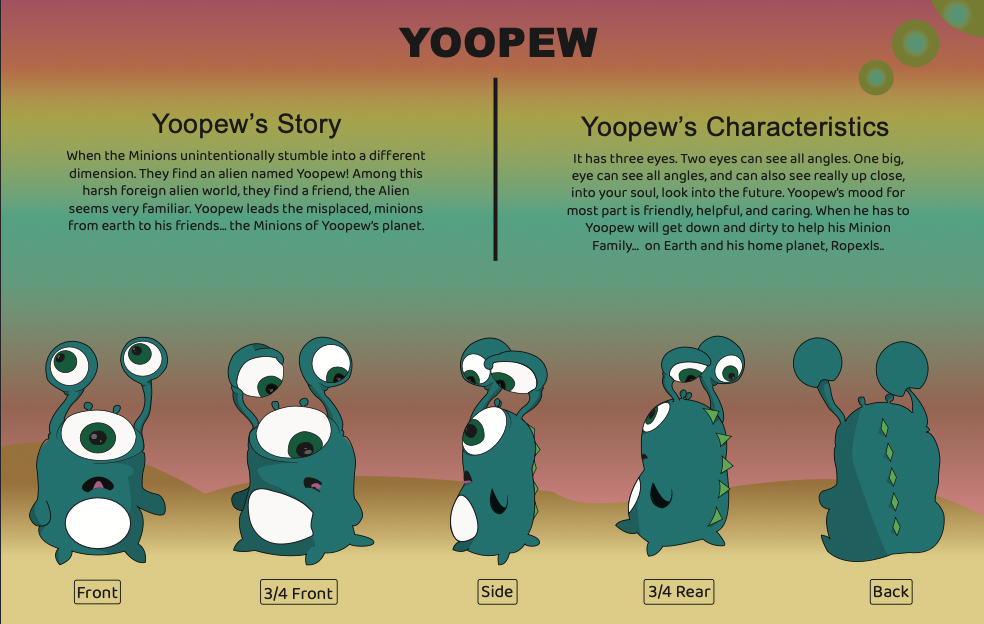 YOOPEW
Yoopew's Story
When the Minions unintentionally stumble into a different
dimension. They find an alien named Yoopew! Among this
harsh foreign alien world, they find a friend, the Alien
seems very familiar. Yoopew leads the misplaced, minions
from earth to his friends... the Minions of Yoopew's planet.
Yoopew's Characteristics
It has three eyes. Two eyes can see all angles. One big,
eye can see all angles, and can also see really up close,
into your soul, look into the future. Yoopew's mood for
most part is friendly, helpful, and caring. When he has to
Yoopew will get down and dirty to help his Minion
Family... on Earth and his home planet, Ropexls..
Front
3/4 Front
Side
3/4 Rear
Back